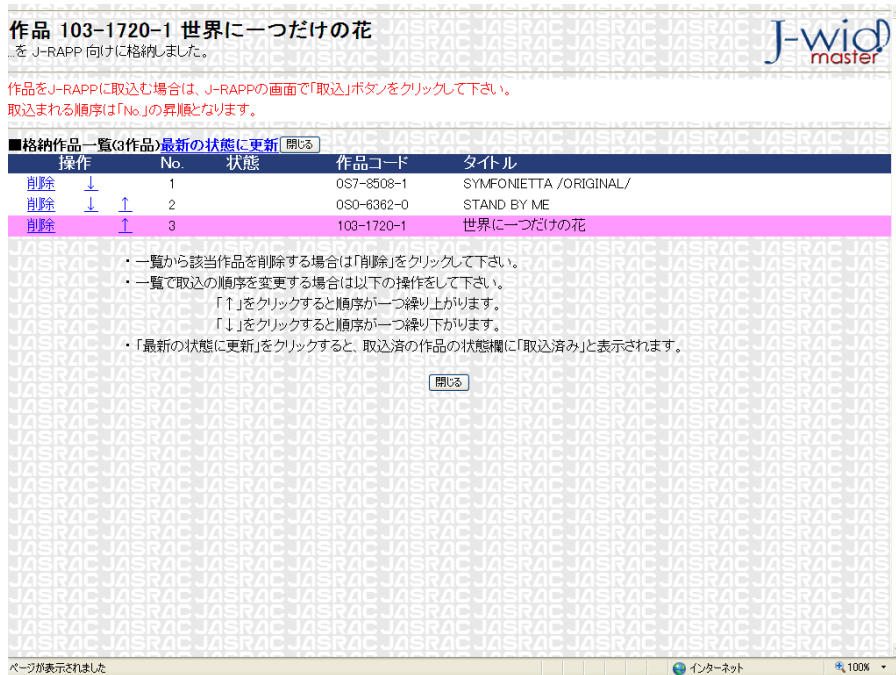 作品 103-1720-1 世界に一つだけの花
...を J-RAPP 向けに格納しました。
J-wid master
作品をJ-RAPPに取込む場合は、J-RAPPの画面で「取込」ボタンをクリックして下さい。
取込まれる順序は「No.」の昇順となります。
■格納作品一覧(3作品)最新の状態に更新 閉じる
操作 No. 状態 作品コード タイトル
削除 ↓ 1 0S7-8508-1 SYMFONIETTA /ORIGINAL/
削除 ↓ ↑ 2 0S0-6362-0 STAND BY ME
削除 ↑ 3 103-1720-1 世界に一つだけの花
・一覧から該当作品を削除する場合は「削除」をクリックして下さい。
・一覧で取込の順序を変更する場合は以下の操作をして下さい。
「↑」をクリックすると順序が一つ繰り上がります。
「↓」をクリックすると順序が一つ繰り下がります。
・「最新の状態に更新」をクリックすると、取込済の作品の状態欄に「取込済み」と表示されます。
閉じる
JASRAC
ページが表示されました インターネット 100%